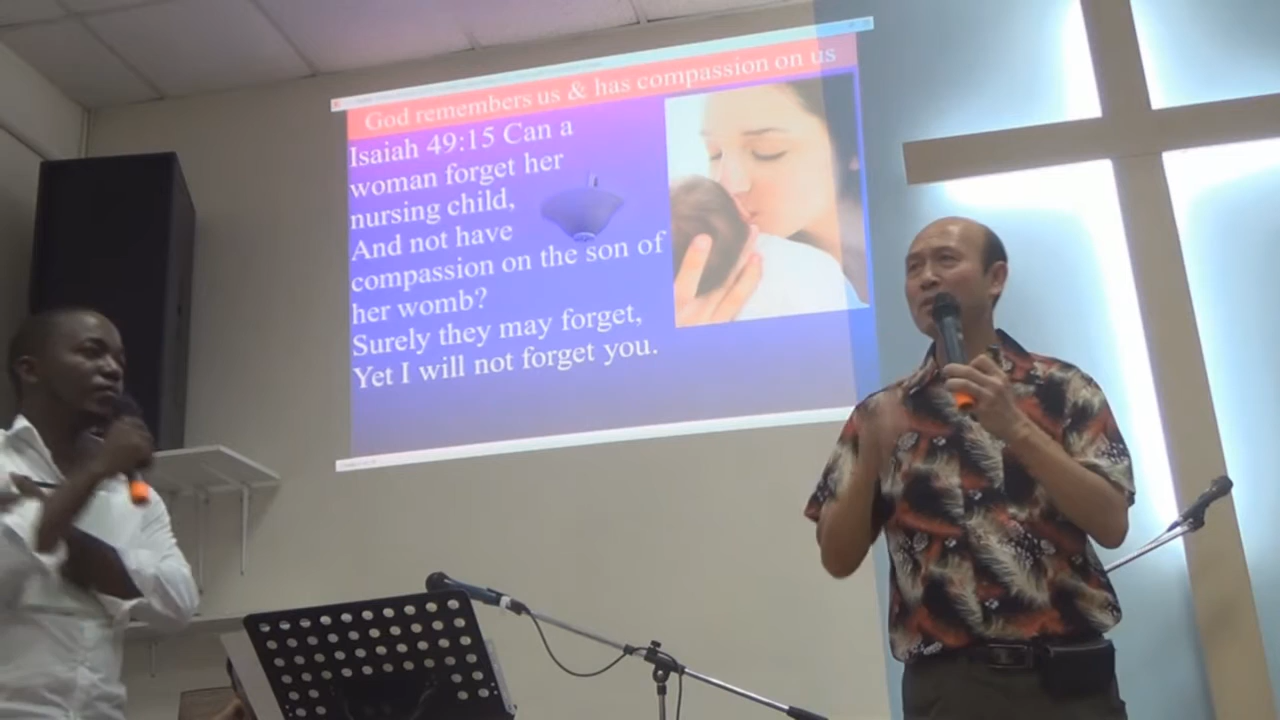 God remembers us & has compassion on us
Isaiah 49:15 Can a
woman forget her
nursing child,
And not have
compassion on the son of
her womb?
Surely they may forget,
Yet I will not forget you.